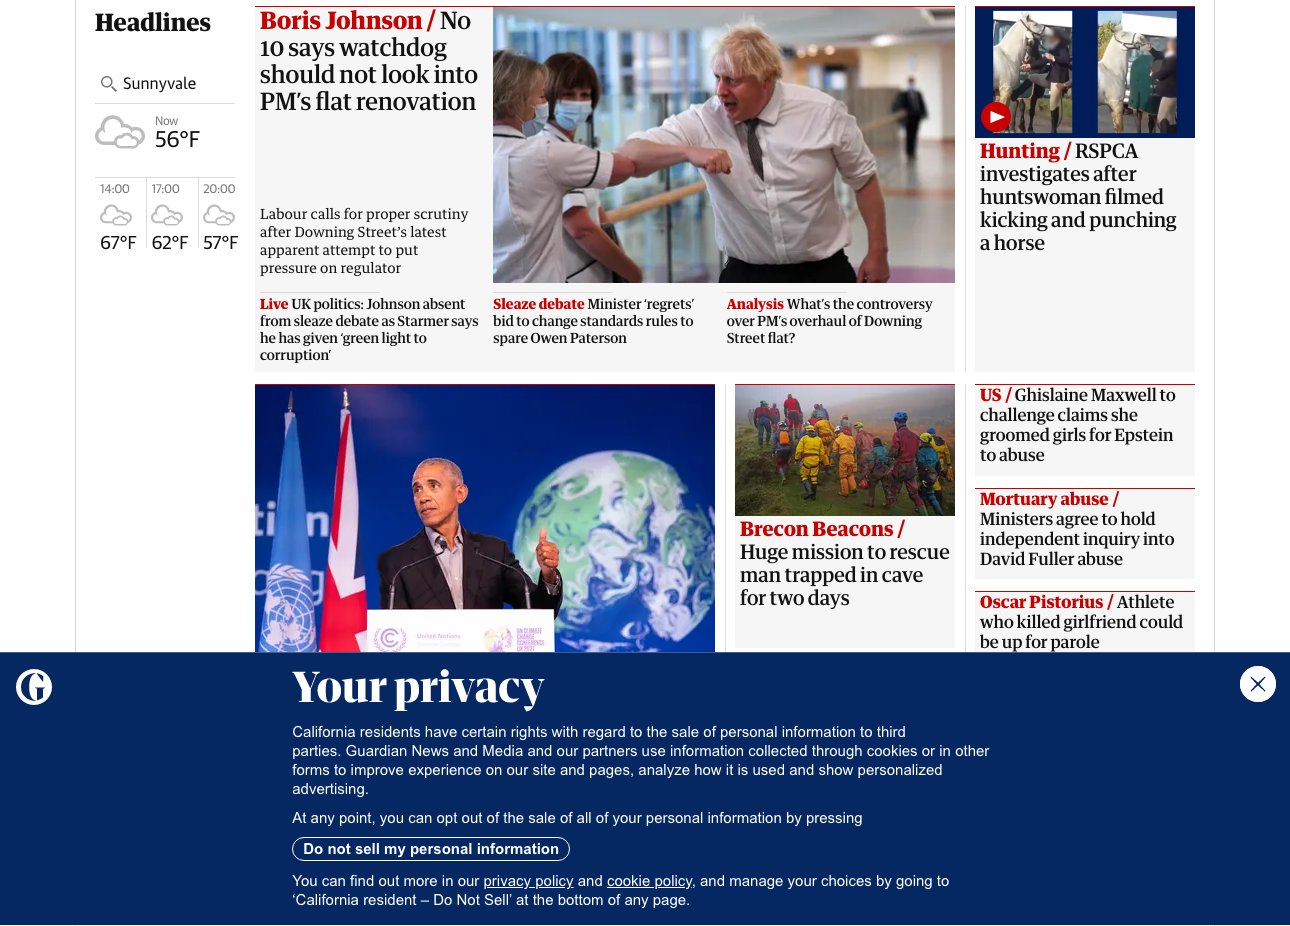 Headlines
Sunnyvale
Now
56°F
14:00
17:00
20:00
67°F
62°F
57°F
Boris Johnson / No
10 says watchdog
should not look into
PM’s flat renovation
Labour calls for proper scrutiny
after Downing Street’s latest
apparent attempt to put
pressure on regulator
Live UK politics: Johnson absent
from sleaze debate as Starmer says
he has given ‘green light to
corruption’
Sleaze debate Minister ‘regrets’
bid to change standards rules to
spare Owen Paterson
Analysis What’s the controversy
over PM’s overhaul of Downing
Street flat?
Hunting / RSPCA
investigates after
huntswoman filmed
kicking and punching
a horse
United Nations
UN CLIMATE
CHANGE
CONFERENCE
UK 2021
Brecon Beacons /
Huge mission to rescue
man trapped in cave
for two days
US / Ghislaine Maxwell to
challenge claims she
groomed girls for Epstein
to abuse
Mortuary abuse /
Ministers agree to hold
independent inquiry into
David Fuller abuse
Oscar Pistorius / Athlete
who killed girlfriend could
be up for parole
Your privacy
California residents have certain rights with regard to the sale of personal information to third
parties. Guardian News and Media and our partners use information collected through cookies or in other
forms to improve experience on our site and pages, analyze how it is used and show personalized
advertising.
At any point, you can opt out of the sale of all of your personal information by pressing
Do not sell my personal information
You can find out more in our privacy policy and cookie policy, and manage your choices by going to
‘California resident – Do Not Sell’ at the bottom of any page.